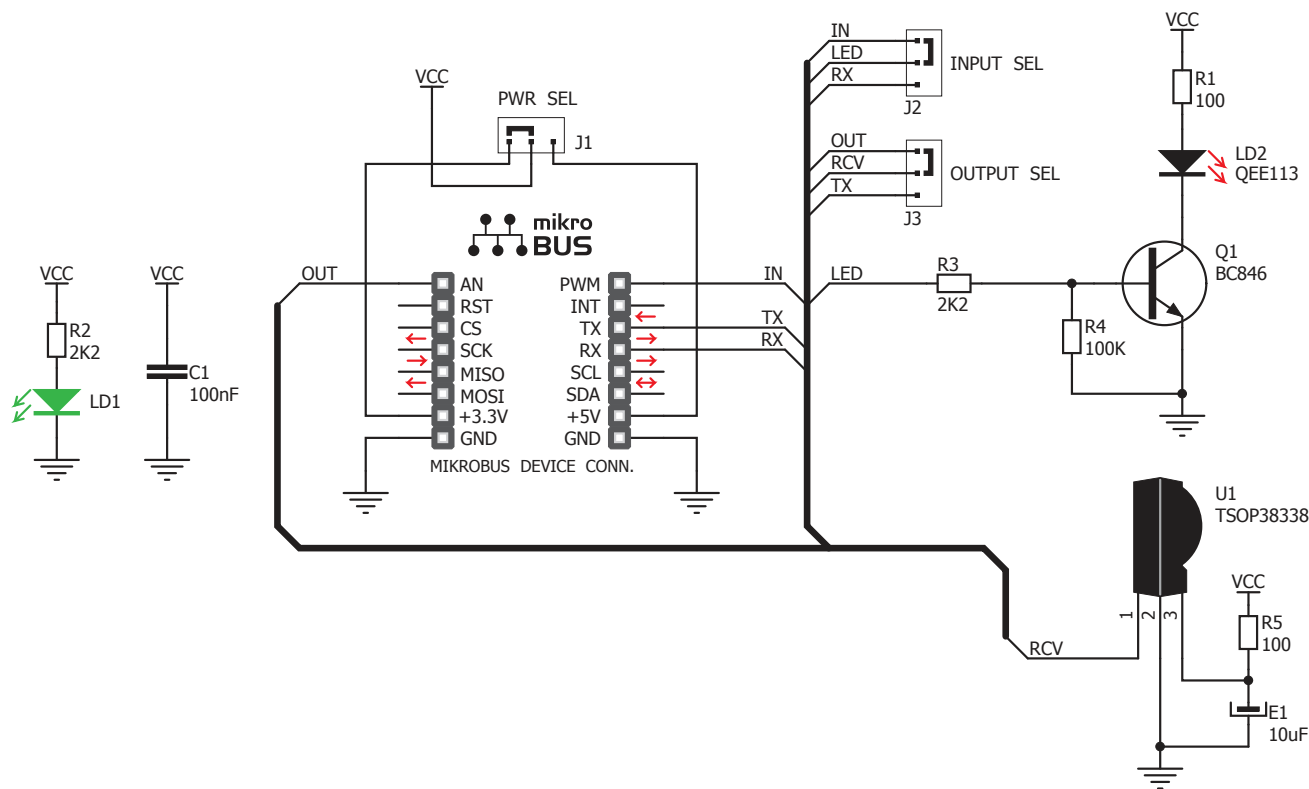 IN
LED
RX
INPUT SEL
J2
VCC
R1
100
VCC
PWR SEL
J1
OUT
RCV
TX
OUTPUT SEL
J3
LD2
QEE113
mikro
BUS
Q1
BC846
VCC
VCC
OUT
AN
RST
CS
SCK
MISO
MOSI
+3.3V
GND
PWM
INT
TX
RX
SCL
SDA
+5V
GND
IN
TX
RX
LED
R3
2K2
R4
100K
R2
2K2
LD1
C1
100nF
MIKROBUS DEVICE CONN.
U1
TSOP38338
1
2
3
VCC
R5
100
RCV
E1
10uF